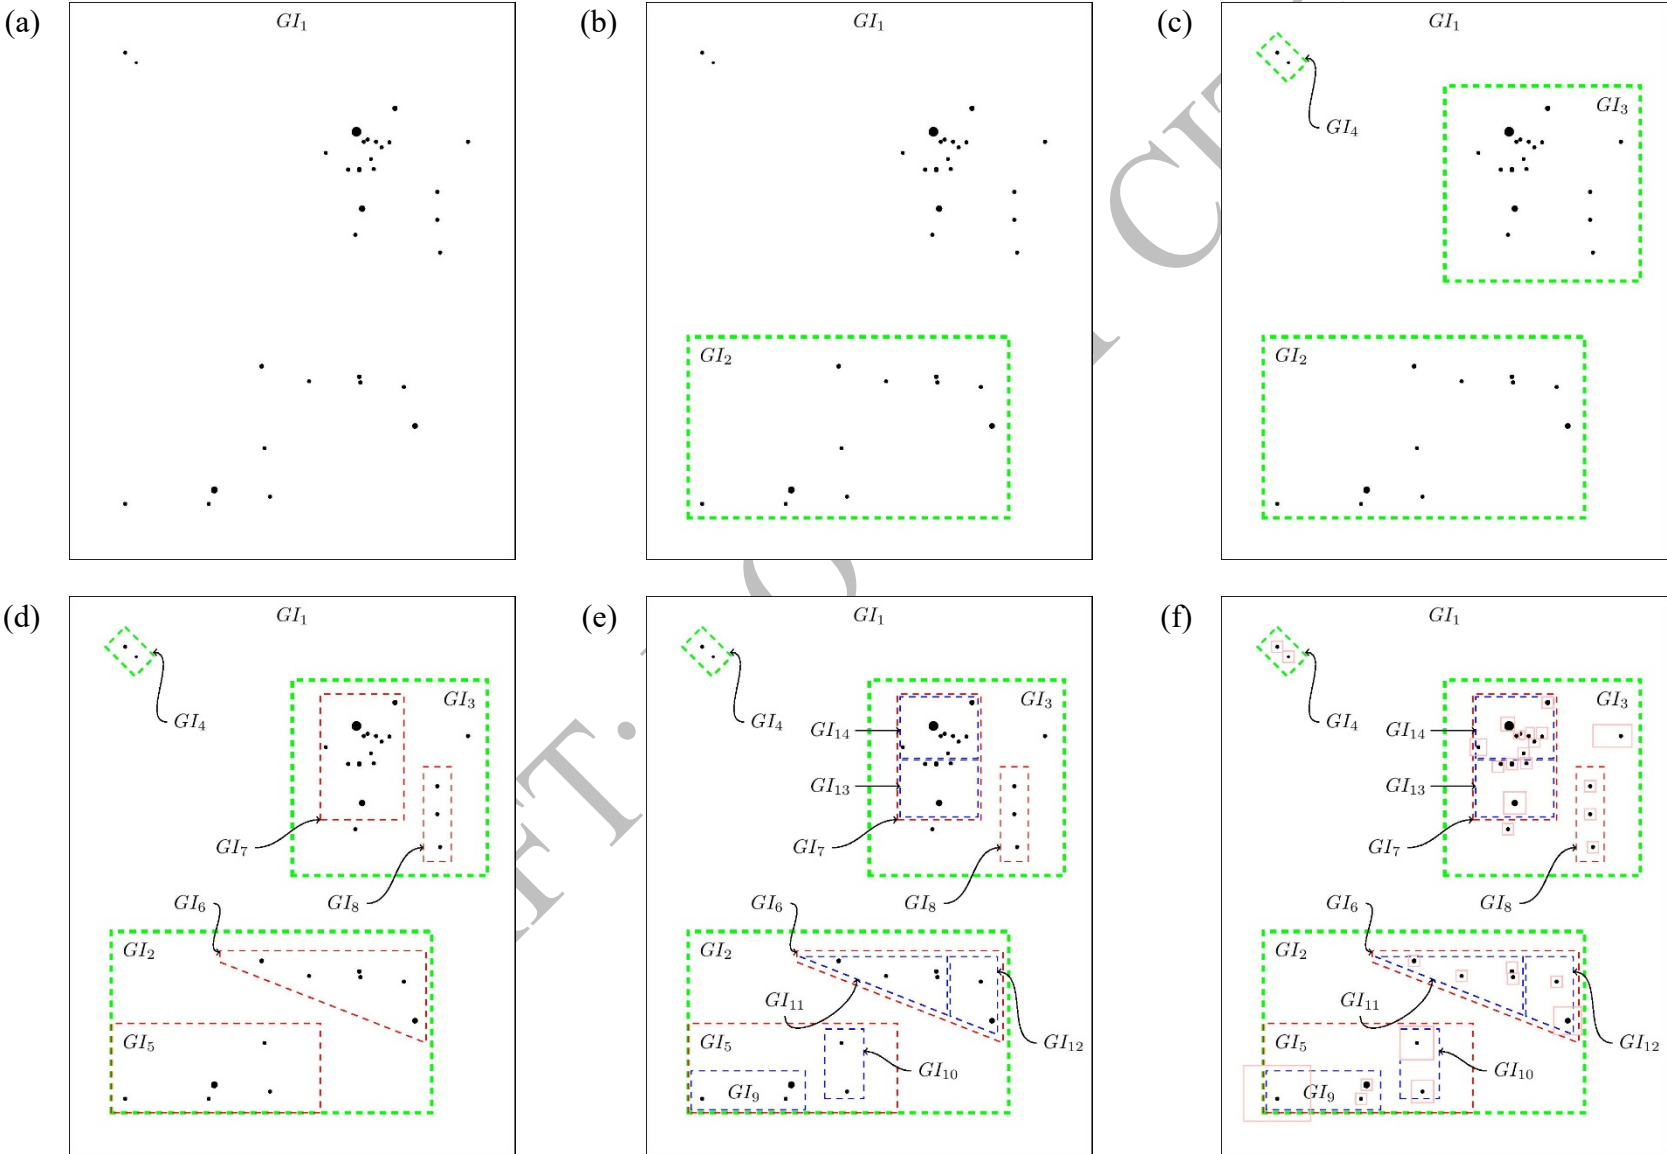 (a) GI₁ (b) GI₁ (c) GI₁
GI₃
GI₄
GI₂ GI₂
(d) GI₁ (e) GI₁ (f) GI₁
GI₃ GI₃ GI₃
GI₄ GI₄ GI₁₄ GI₄ GI₁₄
GI₁₃ GI₁₃
GI₇ GI₇ GI₇
GI₆ GI₈ GI₆ GI₈ GI₆ GI₈
GI₂ GI₂ GI₂
GI₁₁ GI₁₁
GI₅ GI₅ GI₁₂ GI₅ GI₁₂
GI₁₀ GI₁₀
GI₉ GI₉